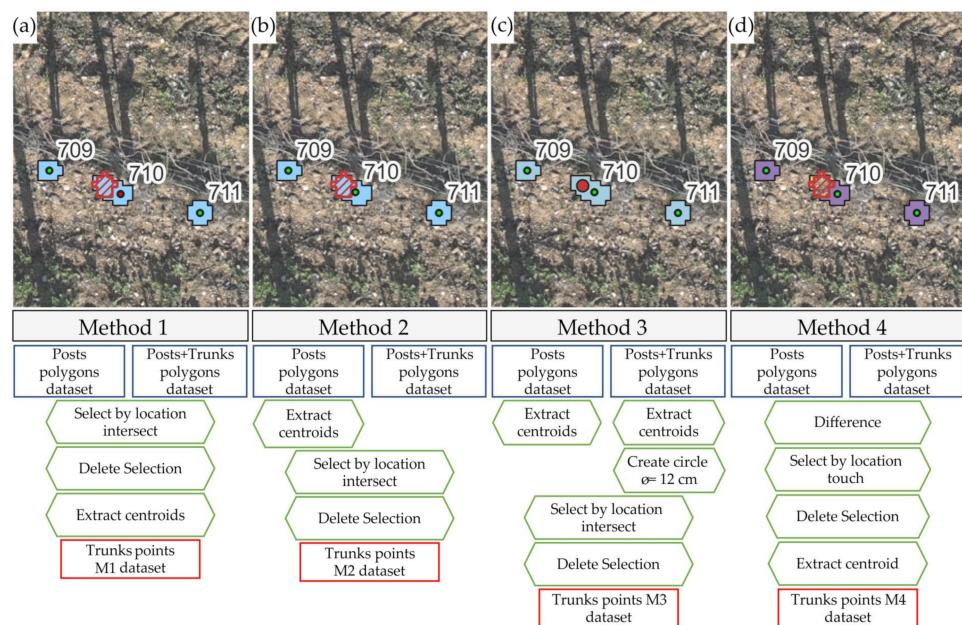 (a)
(b)
(c)
(d)
709
710
711
709
710
711
709
710
711
709
710
711
Method 1
Method 2
Method 3
Method 4
Posts
polygons
dataset
Posts+Trunks
polygons
dataset
Select by location
intersect
Delete Selection
Extract centroids
Trunks points
M1 dataset
Posts
polygons
dataset
Posts+Trunks
polygons
dataset
Extract
centroids
Select by location
intersect
Delete Selection
Trunks points
M2 dataset
Posts
polygons
dataset
Posts+Trunks
polygons
dataset
Extract
centroids
Extract
centroids
Create circle
ø= 12 cm
Select by location
intersect
Delete Selection
Trunks points M3
dataset
Posts
polygons
dataset
Posts+Trunks
polygons
dataset
Difference
Select by location
touch
Delete Selection
Extract centroid
Trunks points M4
dataset